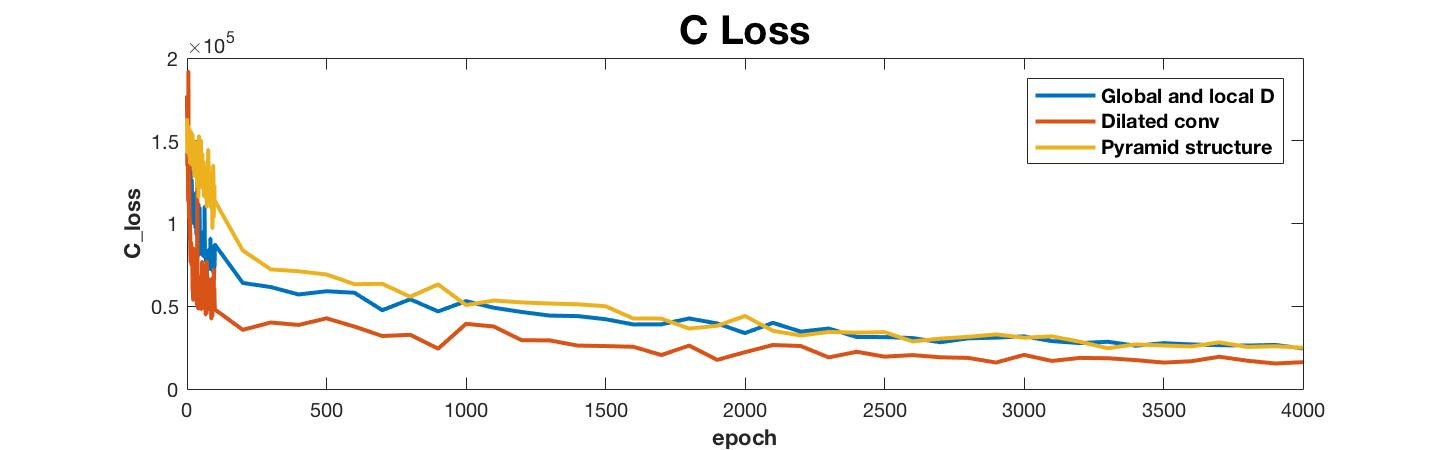 C Loss
×10^5
2
1.5
1
0.5
0
C_loss
Global and local D
Dilated conv
Pyramid structure
0 500 1000 1500 2000 2500 3000 3500 4000
epoch